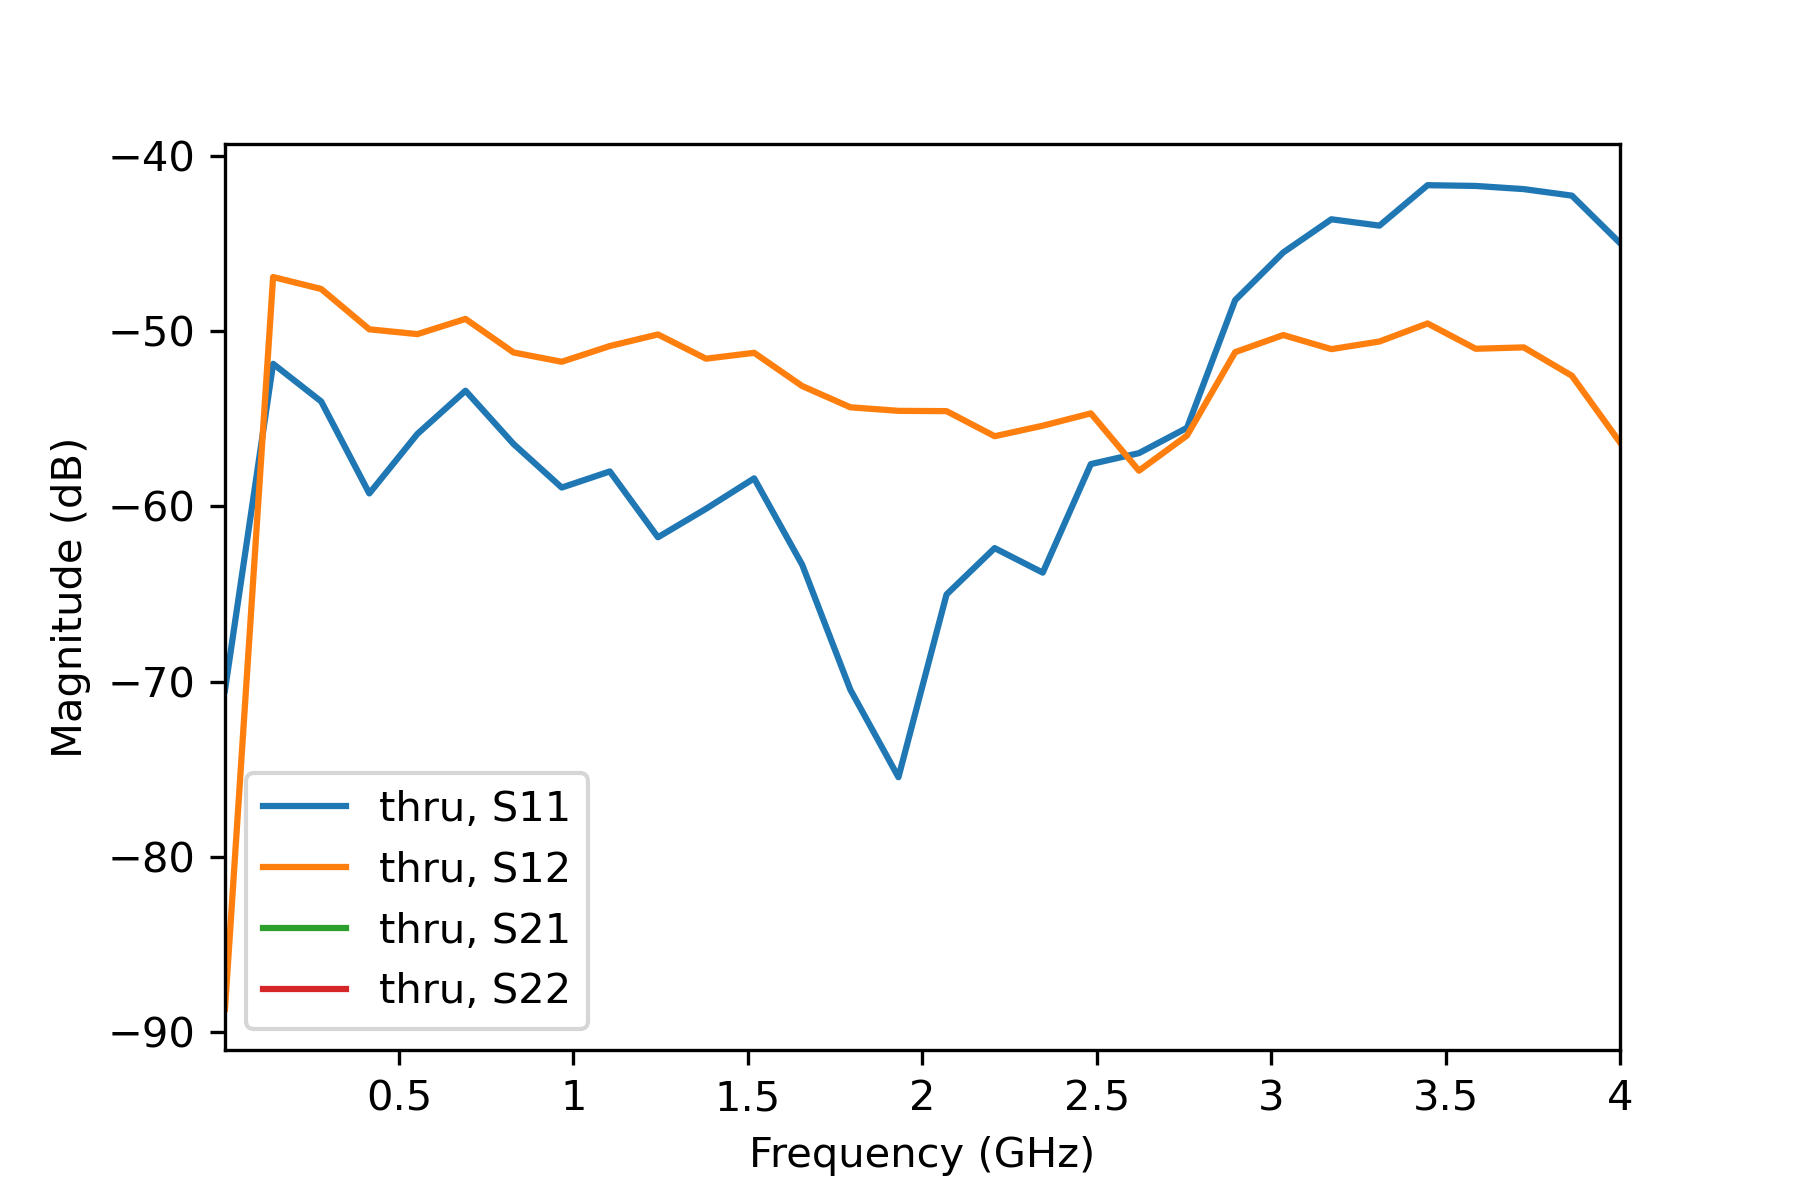 −40
−50
−60
−70
−80
−90
Magnitude (dB)
thru, S11
thru, S12
thru, S21
thru, S22
0.5 1 1.5 2 2.5 3 3.5 4
Frequency (GHz)